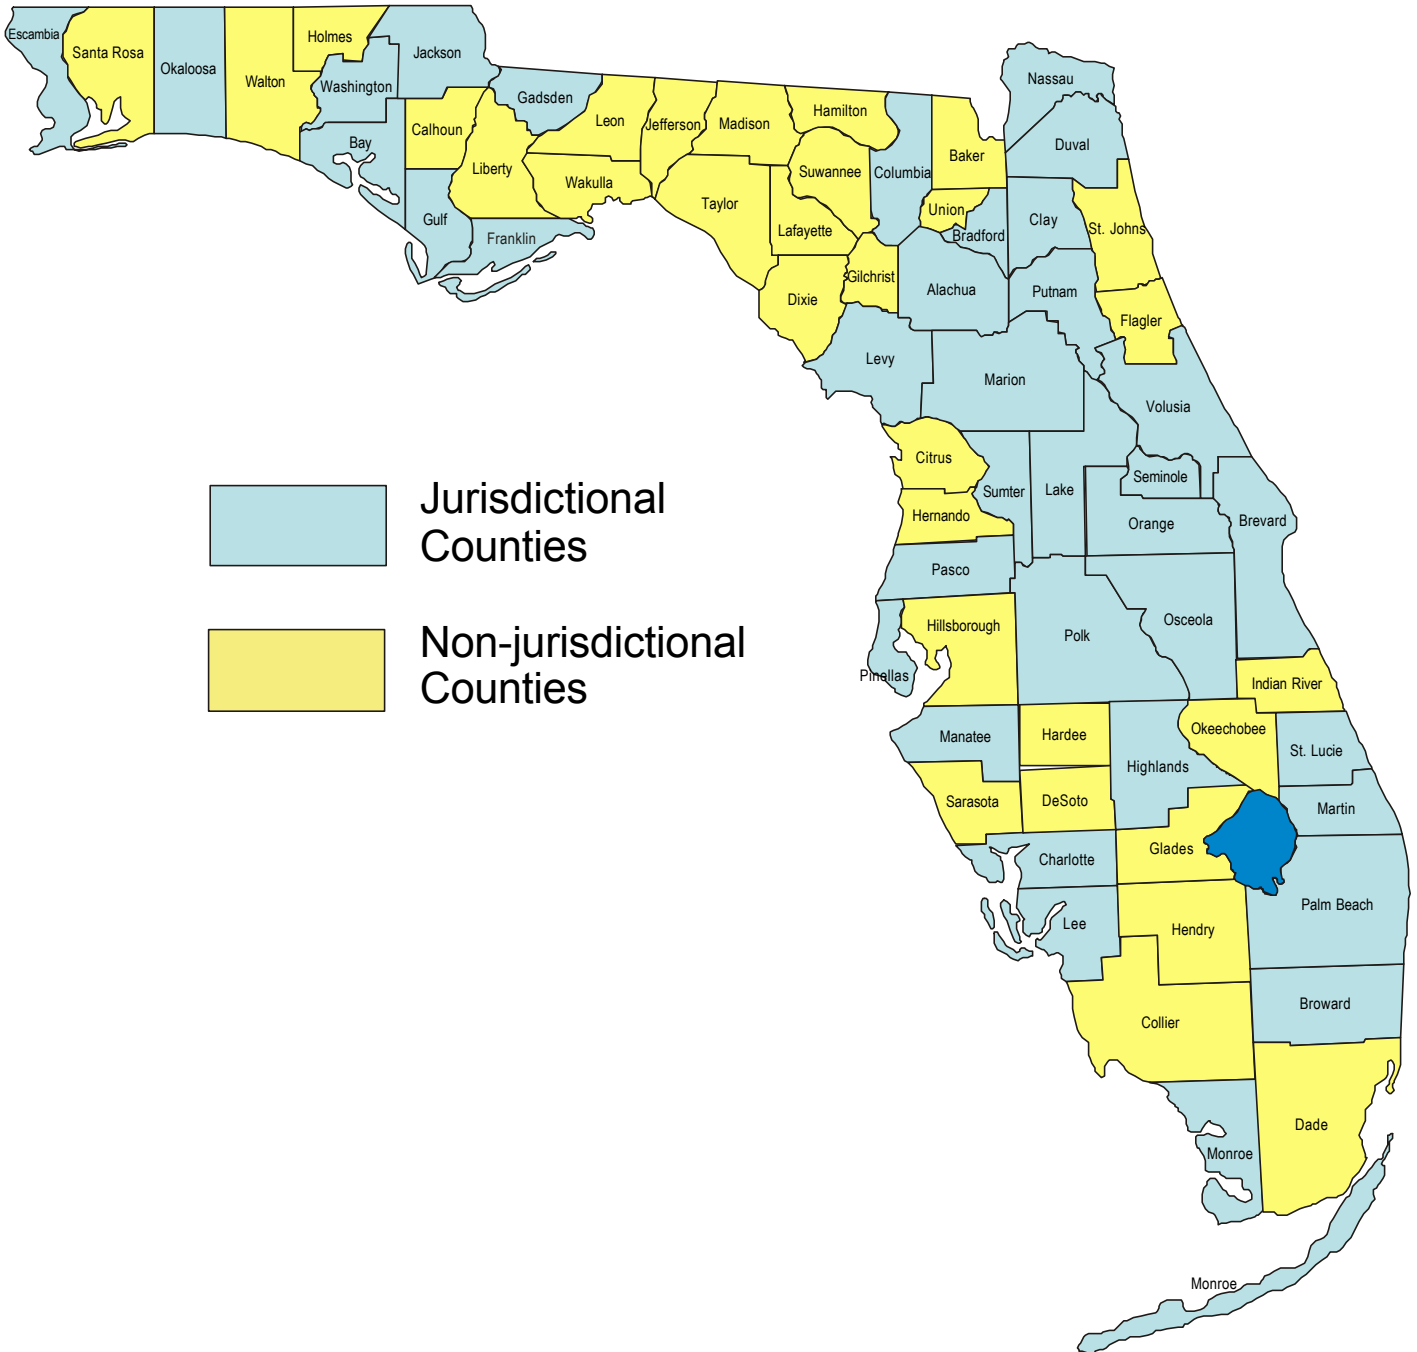 Escambia
Santa Rosa
Okaloosa
Walton
Holmes
Washington
Jackson
Bay
Calhoun
Gulf
Liberty
Franklin
Gadsden
Leon
Wakulla
Jefferson
Madison
Taylor
Hamilton
Suwannee
Lafayette
Dixie
Gilchrist
Columbia
Baker
Union
Bradford
Nassau
Duval
Clay
St. Johns
Alachua
Putnam
Flagler
Levy
Marion
Volusia
Citrus
Sumter
Lake
Seminole
Orange
Brevard
Hernando
Pasco
Pinellas
Hillsborough
Polk
Osceola
Indian River
Manatee
Hardee
Highlands
Okeechobee
St. Lucie
Sarasota
DeSoto
Martin
Charlotte
Glades
Lee
Hendry
Palm Beach
Collier
Broward
Dade
Monroe
Monroe
Jurisdictional
Counties
Non-jurisdictional
Counties